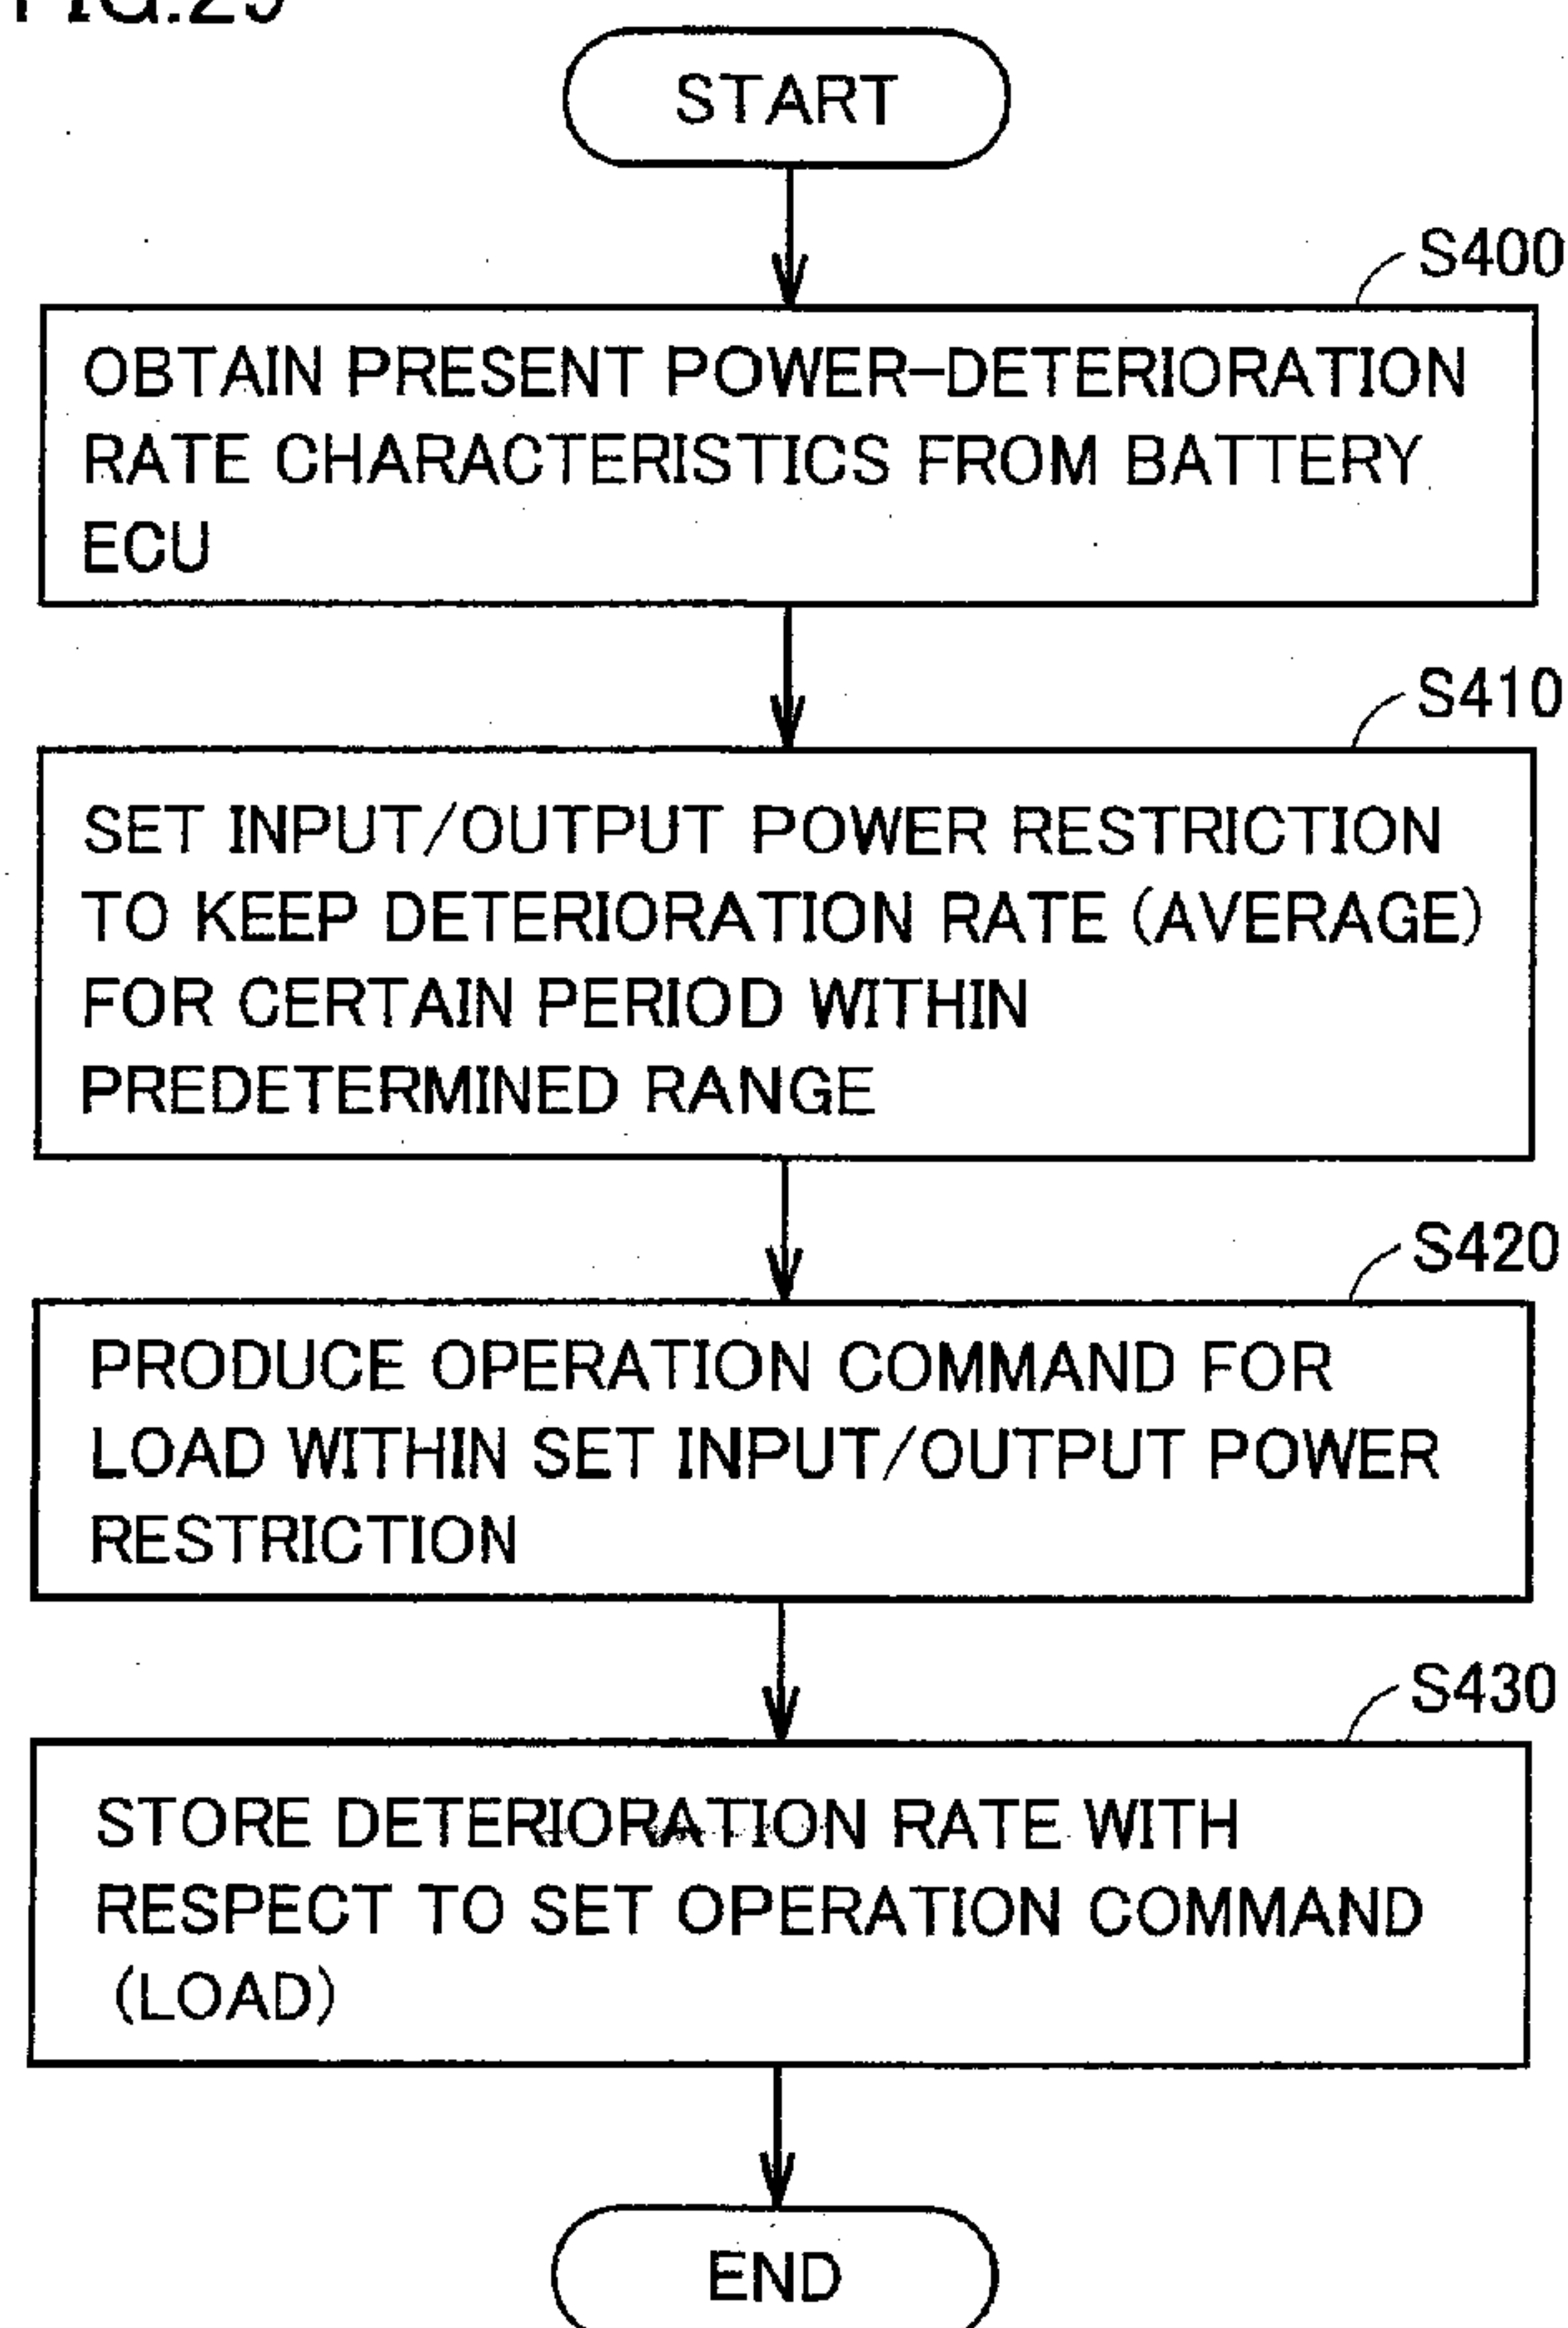 FIG.29
START
S400
OBTAIN PRESENT POWER-DETERIORATION
RATE CHARACTERISTICS FROM BATTERY
ECU
S410
SET INPUT/OUTPUT POWER RESTRICTION
TO KEEP DETERIORATION RATE (AVERAGE)
FOR CERTAIN PERIOD WITHIN
PREDETERMINED RANGE
S420
PRODUCE OPERATION COMMAND FOR
LOAD WITHIN SET INPUT/OUTPUT POWER
RESTRICTION
S430
STORE DETERIORATION RATE WITH
RESPECT TO SET OPERATION COMMAND
(LOAD)
END